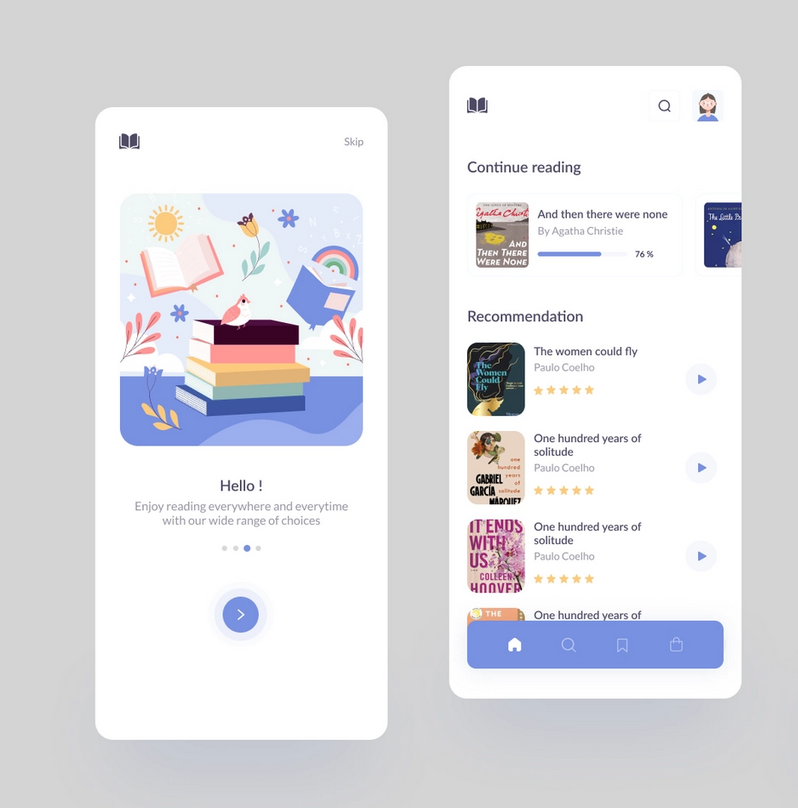 Skip
Hello !
Enjoy reading everywhere and everytime
with our wide range of choices
Continue reading
Agatha Christ
AND
THEN THERE
WERE NONE
And then there were none
By Agatha Christie
76 %
The Little
Recommendation
The
Women
Could
Fly
The women could fly
Paulo Coelho
one
hundred
years
of
solitude
GABRIEL
GARCÍA
MÁRQUEZ
One hundred years of
solitude
Paulo Coelho
IT ENDS
WITH
US
COLLEEN
HOOVER
One hundred years of
solitude
Paulo Coelho
THE
One hundred years of